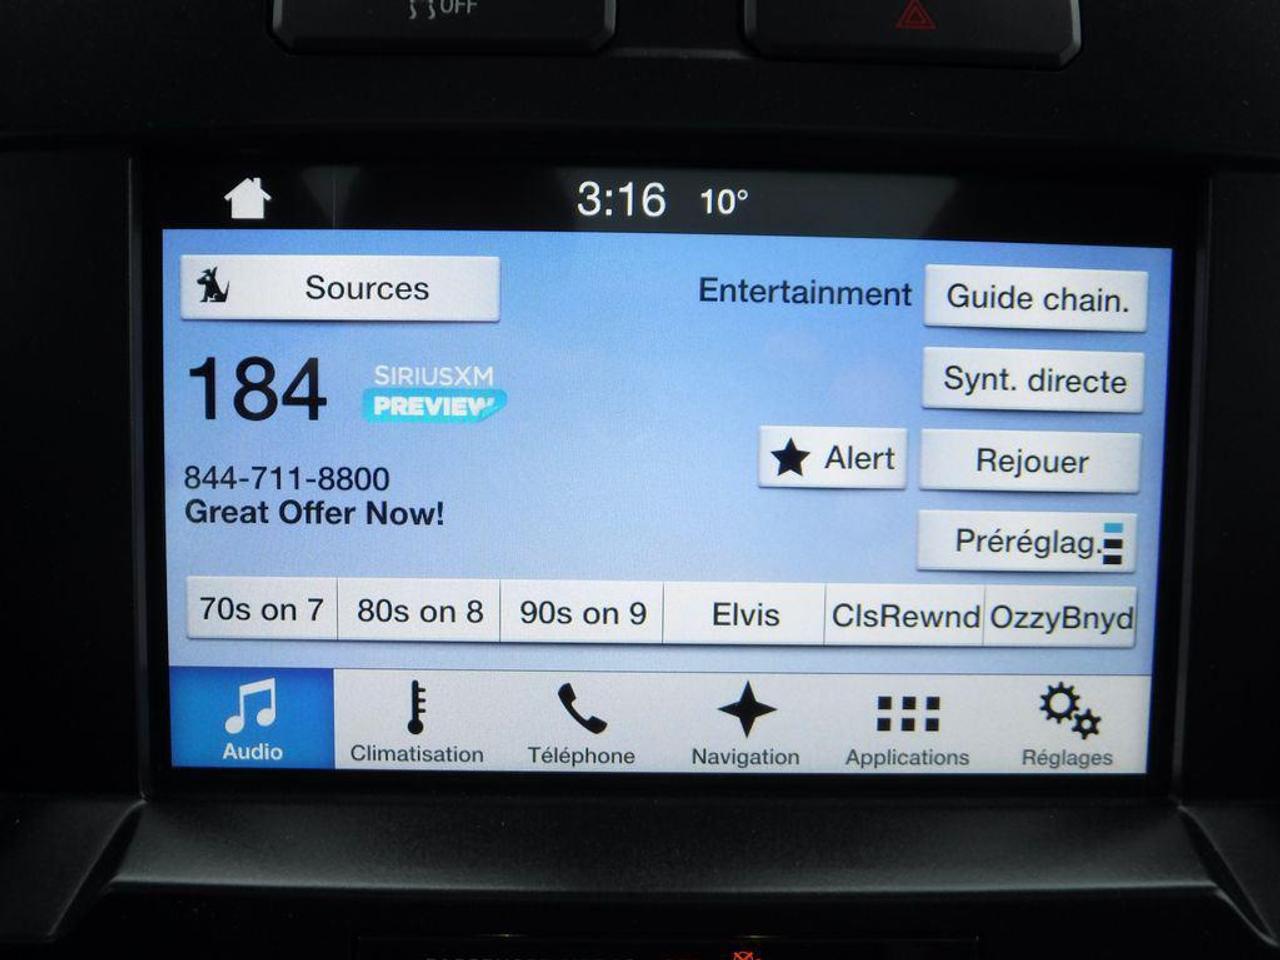 OFF
3:16 10°
Sources
Entertainment
Guide chain.
184
SIRIUSXM
PREVIEW
Synt. directe
Alert
Rejouer
844-711-8800
Great Offer Now!
Préréglag.
70s on 7
80s on 8
90s on 9
Elvis
ClsRewnd
OzzyBnyd
Audio
Climatisation
Téléphone
Navigation
Applications
Réglages